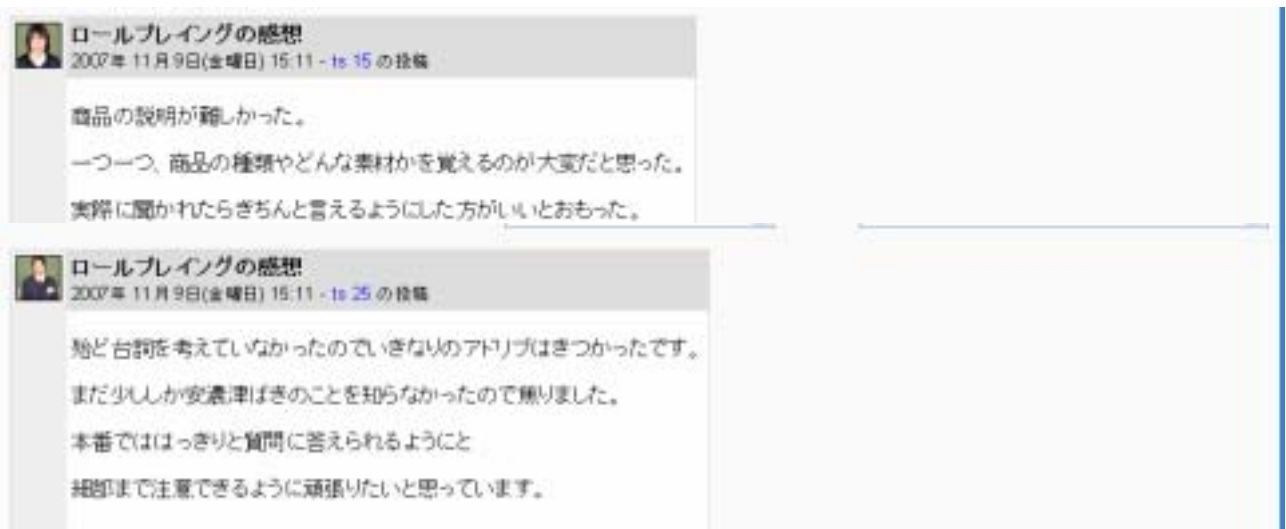 ロールプレイングの感想
2007年 11月 9日(金曜日) 15:11 - ts 15 の投稿
商品の説明が難しかった。
一つ一つ、商品の種類やどんな素材かを覚えるのが大変だと思った。
実際に聞かれたらきちんと言えるようにした方がいいとおもった。
ロールプレイングの感想
2007年 11月 9日(金曜日) 15:11 - ts 25 の投稿
殆ど台詞を考えていなかったのでいきなりのアドリブはきつかったです。
まだ少ししか安濃津ばきのことを知らなかったので焦りました。
本番でははっきりと質問に答えられるようにと
細部まで注意できるように頑張りたいと思っています。